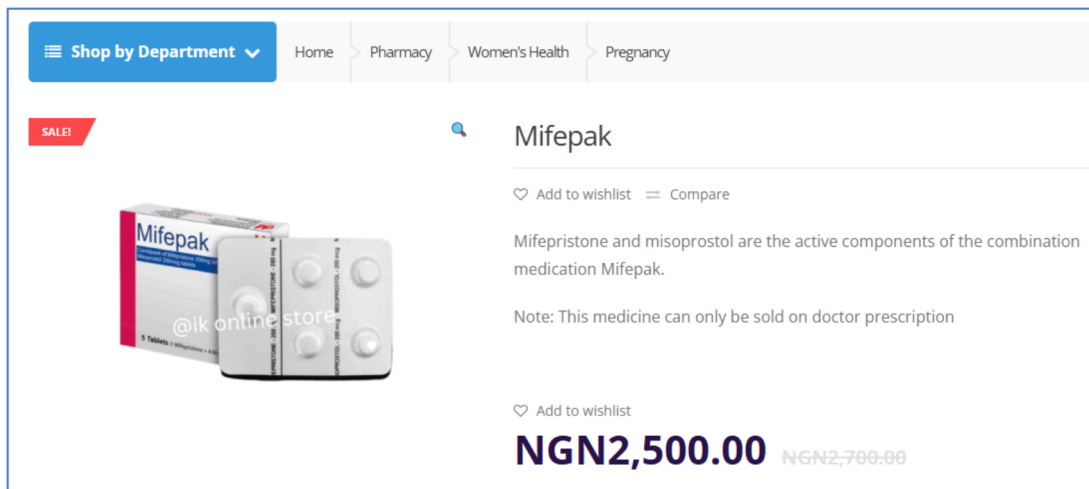 Shop by Department
Home
Pharmacy
Women's Health
Pregnancy
SALE!
Mifepak
Add to wishlist
Compare
Mifepristone and misoprostol are the active components of the combination
medication Mifepak.
Note: This medicine can only be sold on doctor prescription
Add to wishlist
NGN2,500.00 NGN2,700.00
Mifepak
@ik online store
5 Tablets